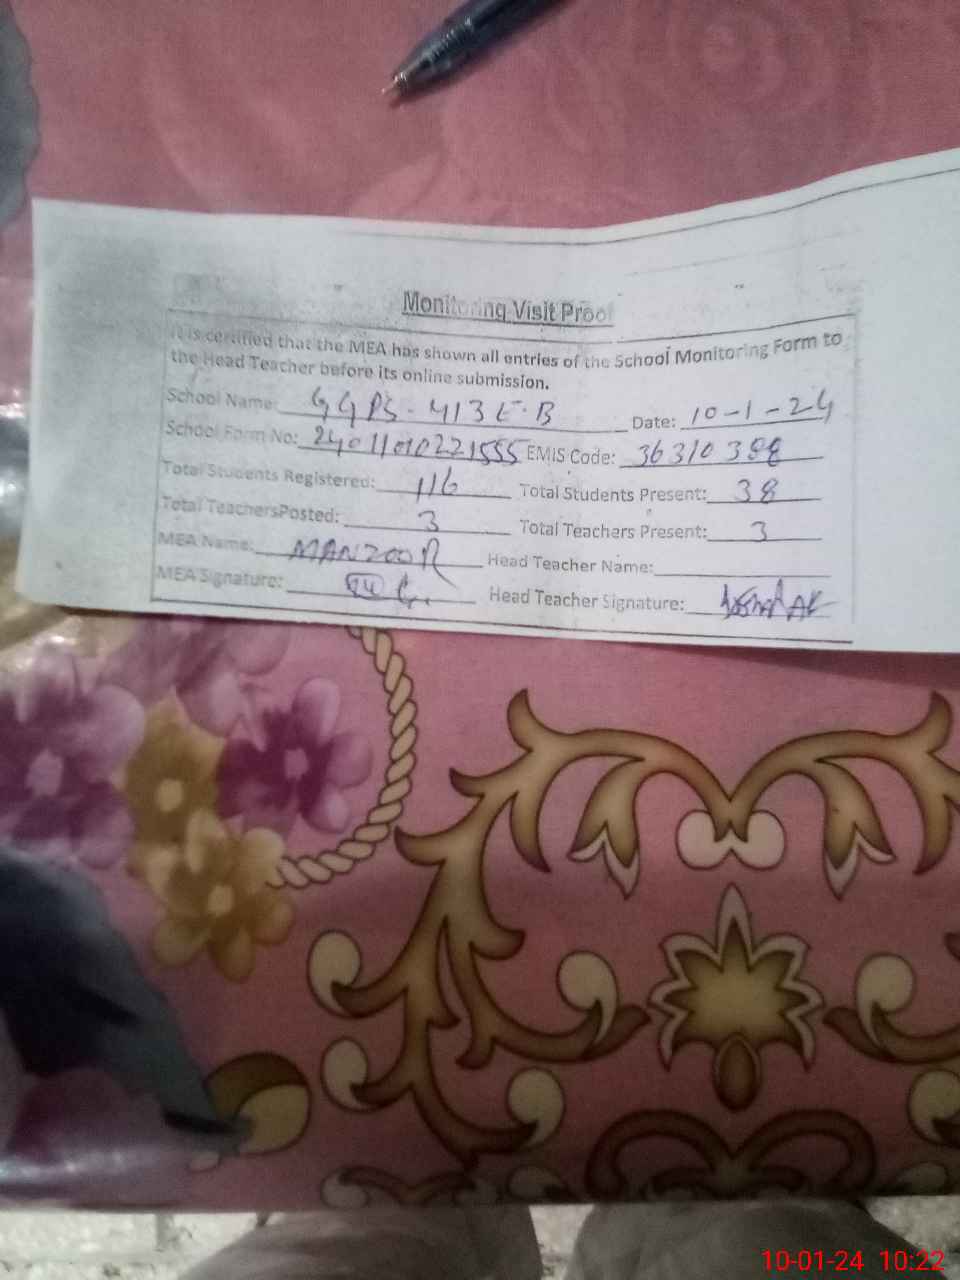 Monitoring Visit Proof
It is certified that the MEA has shown all entries of the School Monitoring Form to
the Head Teacher before its online submission.
School Name: GGPS-413 E.B Date: 10-1-24
School Form No: 24011010221555 EMIS Code: 36310388
Total Students Registered: 116 Total Students Present: 38
Total TeachersPosted: 3 Total Teachers Present: 3
MEA Name: MANZOOR Head Teacher Name:
MEA Signature: Head Teacher Signature:
10-01-24 10:22